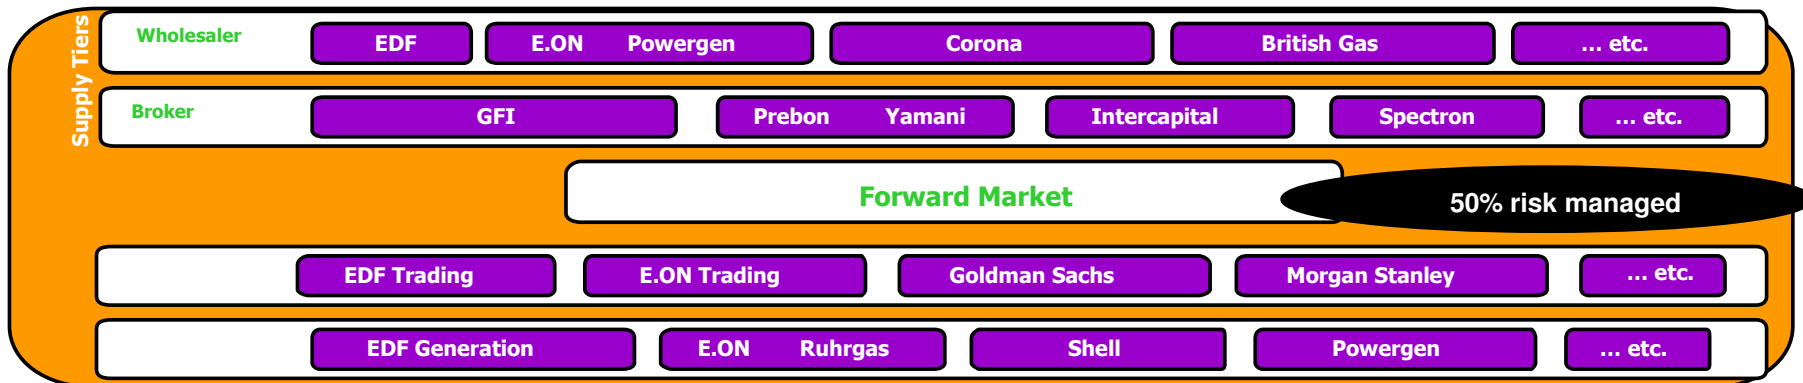 Supply Tiers
Wholesaler EDF E.ON Powergen Corona British Gas ... etc.
Broker GFI Prebon Yamani Intercapital Spectron ... etc.
Forward Market 50% risk managed
EDF Trading E.ON Trading Goldman Sachs Morgan Stanley ... etc.
EDF Generation E.ON Ruhrgas Shell Powergen ... etc.